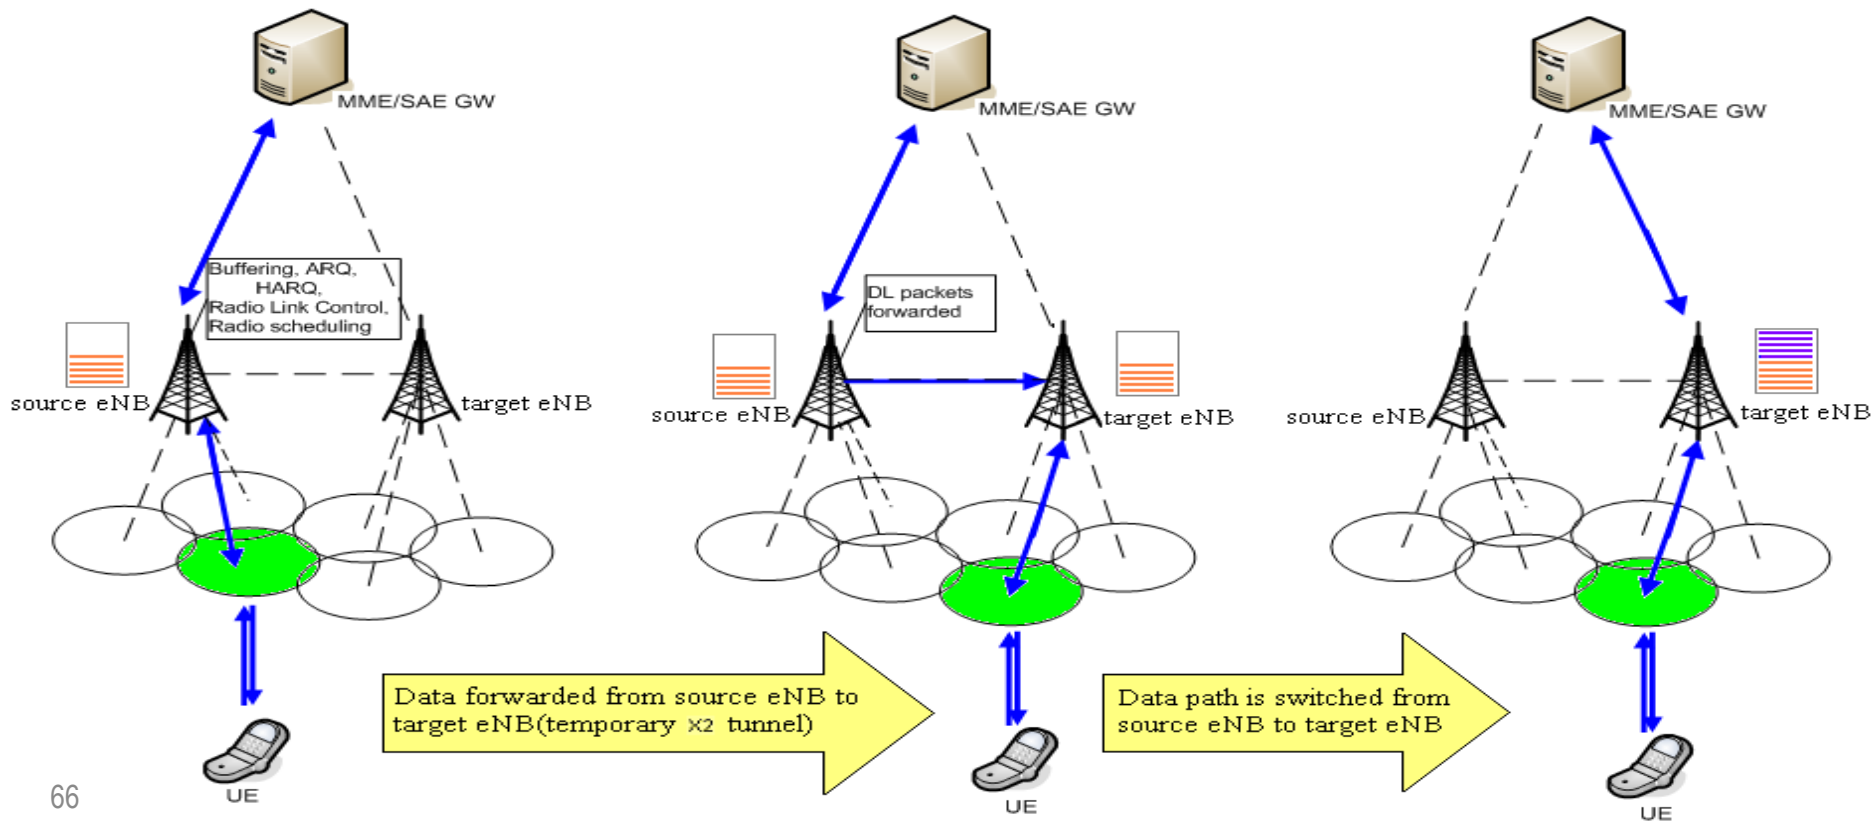 MME/SAE GW
Buffering, ARQ,
HARQ,
Radio Link Control,
Radio scheduling
source eNB
target eNB
UE
Data forwarded from source eNB to
target eNB(temporary X2 tunnel)
MME/SAE GW
DL packets
forwarded
source eNB
target eNB
UE
Data path is switched from
source eNB to target eNB
MME/SAE GW
source eNB
target eNB
UE
66